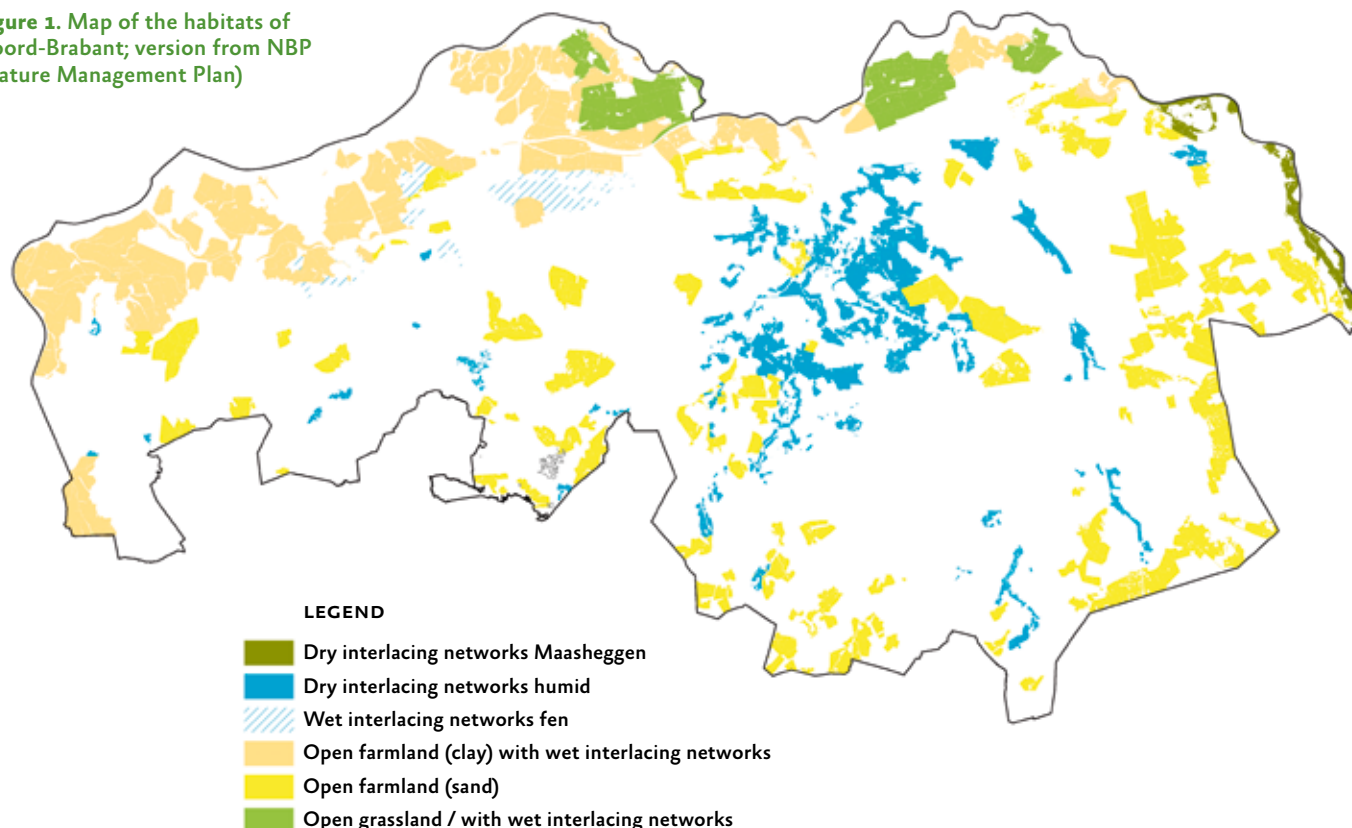 gure 1. Map of the habitats of
oord-Brabant; version from NBP
ature Management Plan)
LEGEND
Dry interlacing networks Maasheggen
Dry interlacing networks humid
Wet interlacing networks fen
Open farmland (clay) with wet interlacing networks
Open farmland (sand)
Open grassland / with wet interlacing networks